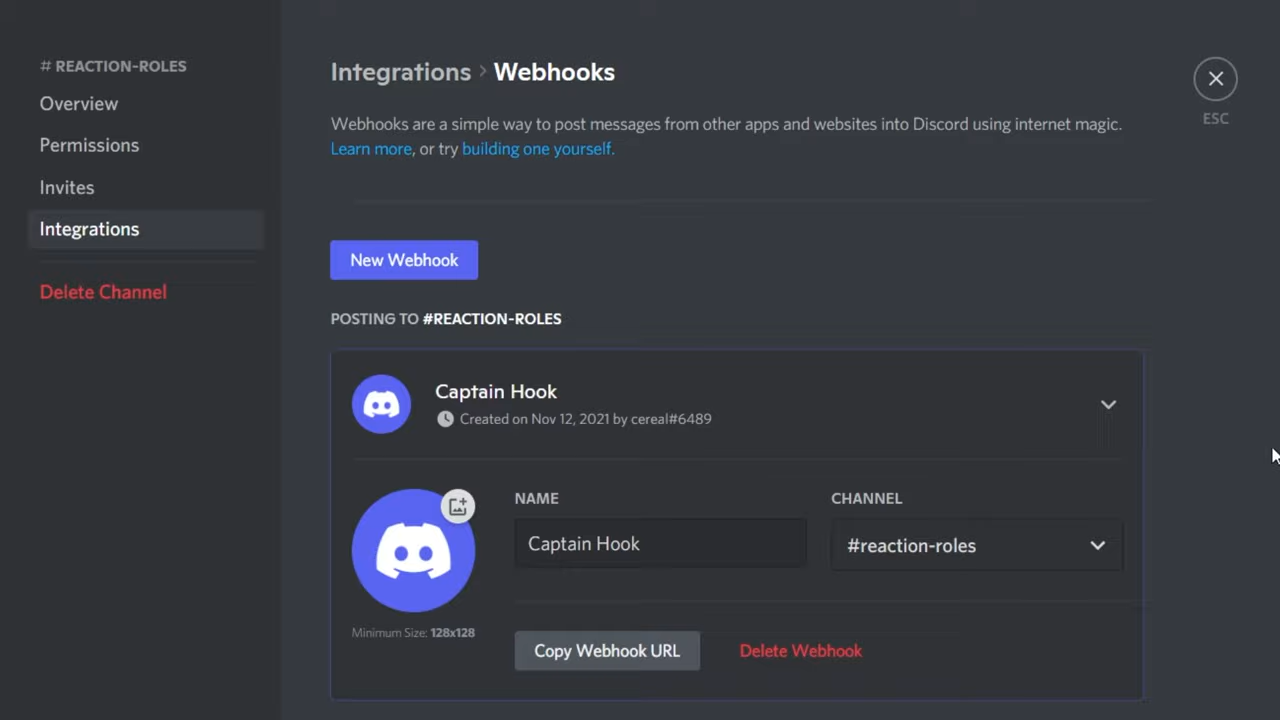 # REACTION-ROLES
Overview
Permissions
Invites
Integrations
Delete Channel
Integrations > Webhooks
Webhooks are a simple way to post messages from other apps and websites into Discord using internet magic.
Learn more, or try building one yourself.
ESC
New Webhook
POSTING TO #REACTION-ROLES
Captain Hook
Created on Nov 12, 2021 by cereal#6489
NAME
CHANNEL
Captain Hook
#reaction-roles
Minimum Size: 128x128
Copy Webhook URL
Delete Webhook